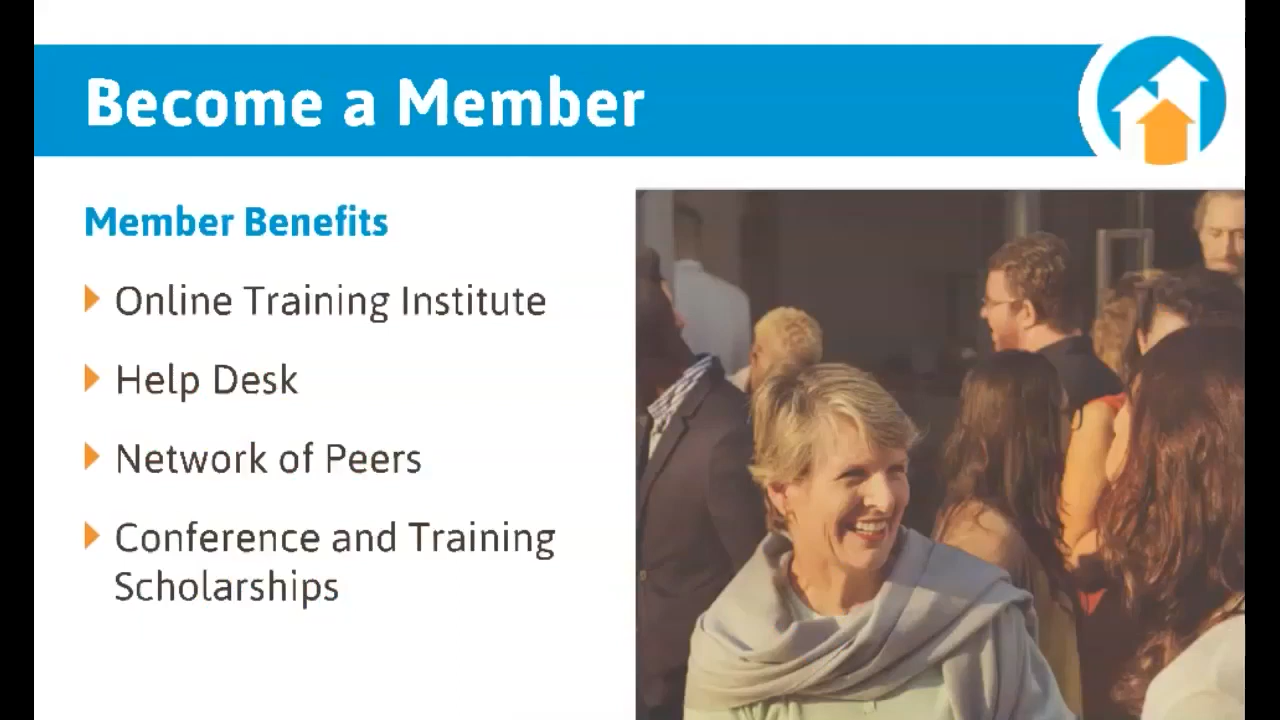 Become a Member
Member Benefits
Online Training Institute
Help Desk
Network of Peers
Conference and Training
Scholarships